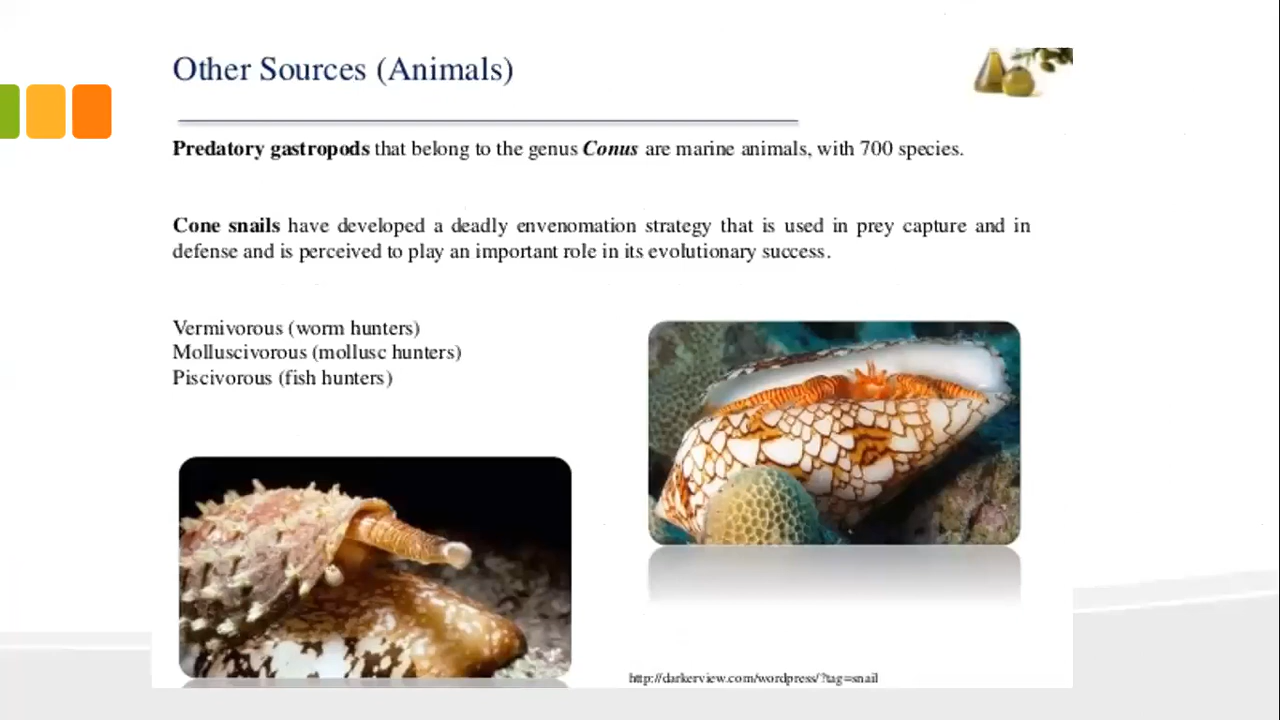 Other Sources (Animals)
Predatory gastropods that belong to the genus Conus are marine animals, with 700 species.
Cone snails have developed a deadly envenomation strategy that is used in prey capture and in
defense and is perceived to play an important role in its evolutionary success.
Vermivorous (worm hunters)
Molluscivorous (mollusc hunters)
Piscivorous (fish hunters)
http://darkerview.com/wordpress/?tag=snail